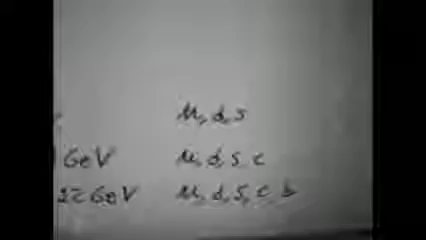 u, d, s
GeV u, d, s, c
GeV u, d, s, c, b